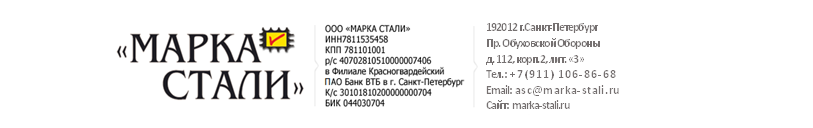 «МАРКА
СТАЛИ»
ООО «МАРКА СТАЛИ»
ИНН7811535458
КПП 781101001
р/с 40702810510000007406
в Филиале Красногвардейский
ПАО Банк ВТБ в г. Санкт-Петербург
К/с 30101810200000000704
БИК 044030704
192012 г.Санкт-Петербург
Пр. Обуховской Обороны
д. 112, корп.2, лит. «З»
Тел.: +7(911) 106-86-68
Email: asc@marka-stali.ru
Сайт: marka-stali.ru